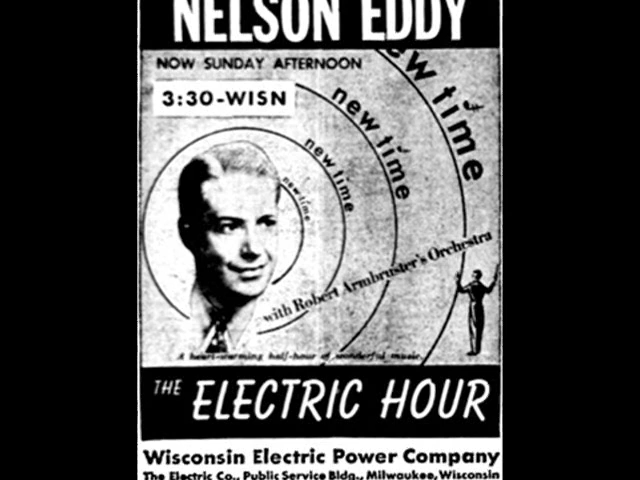 NELSON EDDY
NOW SUNDAY AFTERNOON
3:30-WISN
new time
new time
new time
new time
with Robert Armbruster's Orchestra
A heart-warming half-hour of wonderful music.
THE ELECTRIC HOUR
Wisconsin Electric Power Company
The Electric Co., Public Service Bldg., Milwaukee, Wisconsin